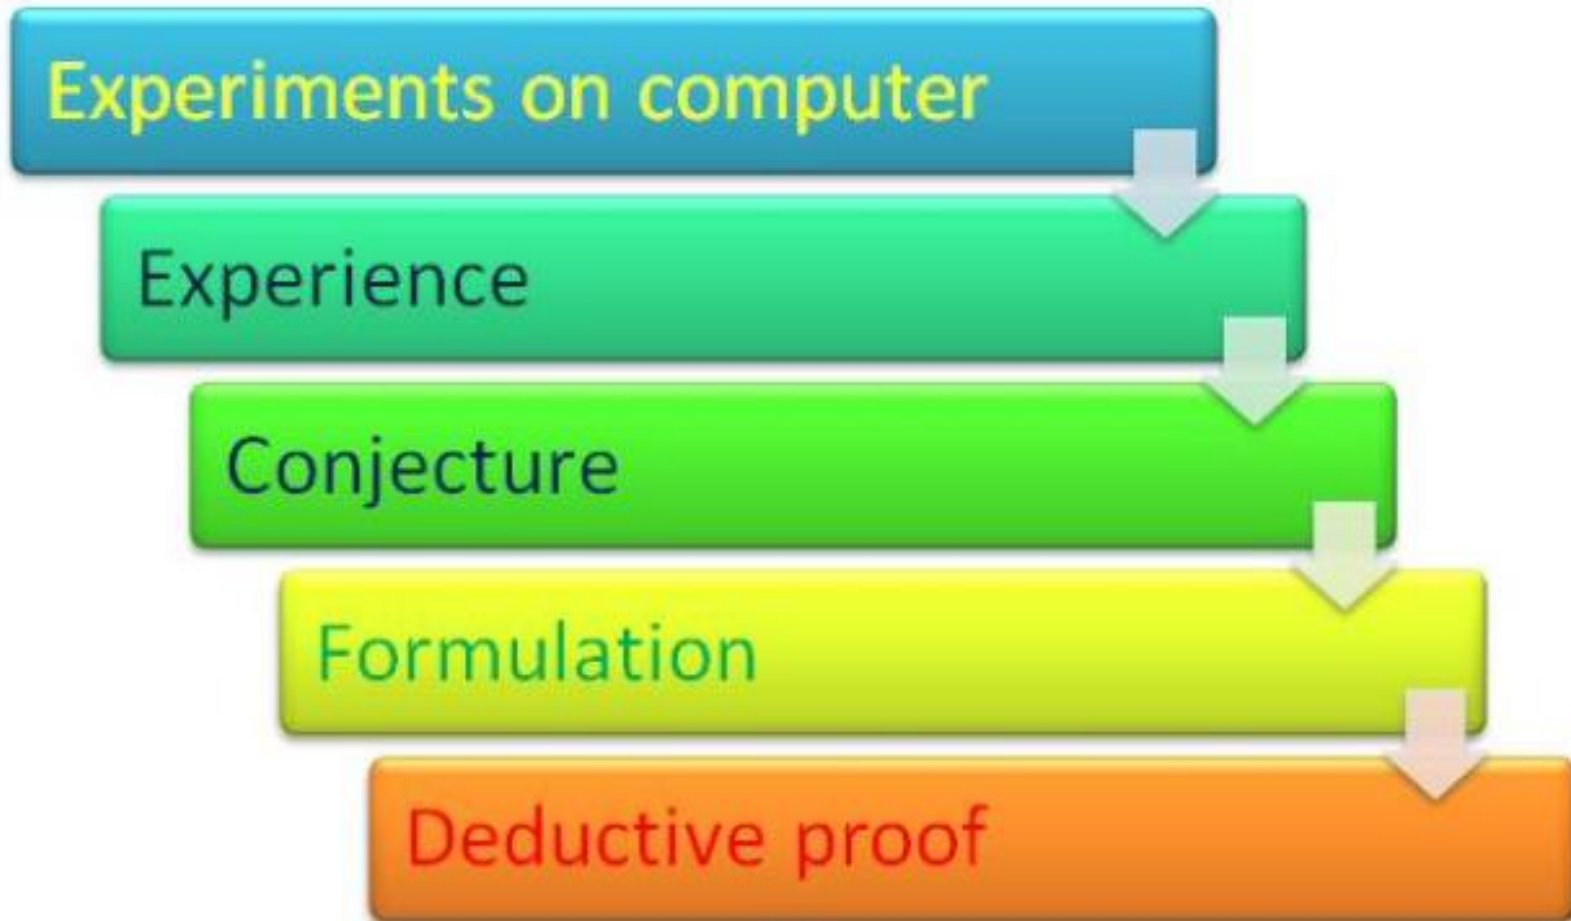 Experiments on computer
Experience
Conjecture
Formulation
Deductive proof